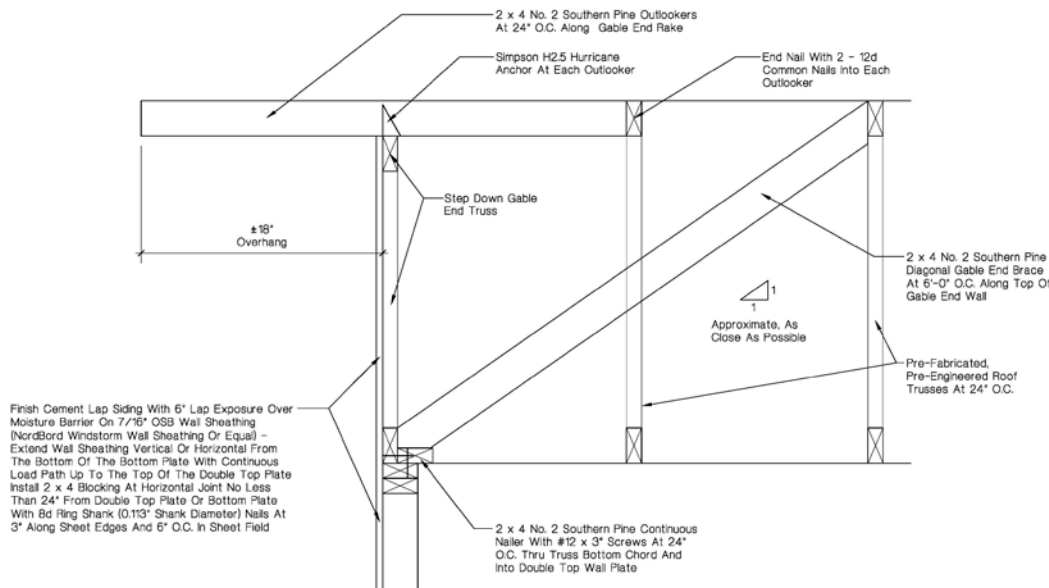 2 x 4 No. 2 Southern Pine Outlookers
At 24" O.C. Along Gable End Rake
Simpson H2.5 Hurricane
Anchor At Each Outlooker
End Nail With 2 - 12d
Common Nails Into Each
Outlooker
Step Down Gable
End Truss
±18"
Overhang
2 x 4 No. 2 Southern Pine
Diagonal Gable End Brace
At 6'-0" O.C. Along Top Of
Gable End Wall
1
1
Approximate, As
Close As Possible
Pre-Fabricated,
Pre-Engineered Roof
Trusses At 24" O.C.
Finish Cement Lap Siding With 6" Lap Exposure Over
Moisture Barrier On 7/16" OSB Wall Sheathing
(NordBord Windstorm Wall Sheathing Or Equal) -
Extend Wall Sheathing Vertical Or Horizontal From
The Bottom Of The Bottom Plate With Continuous
Load Path Up To The Top Of The Double Top Plate
Install 2 x 4 Blocking At Horizontal Joint No Less
Than 24" From Double Top Plate Or Bottom Plate
With 8d Ring Shank (0.113" Shank Diameter) Nails At
3" Along Sheet Edges And 6" O.C. In Sheet Field
2 x 4 No. 2 Southern Pine Continuous
Nailer With #12 x 3" Screws At 24"
O.C. Thru Truss Bottom Chord And
Into Double Top Wall Plate